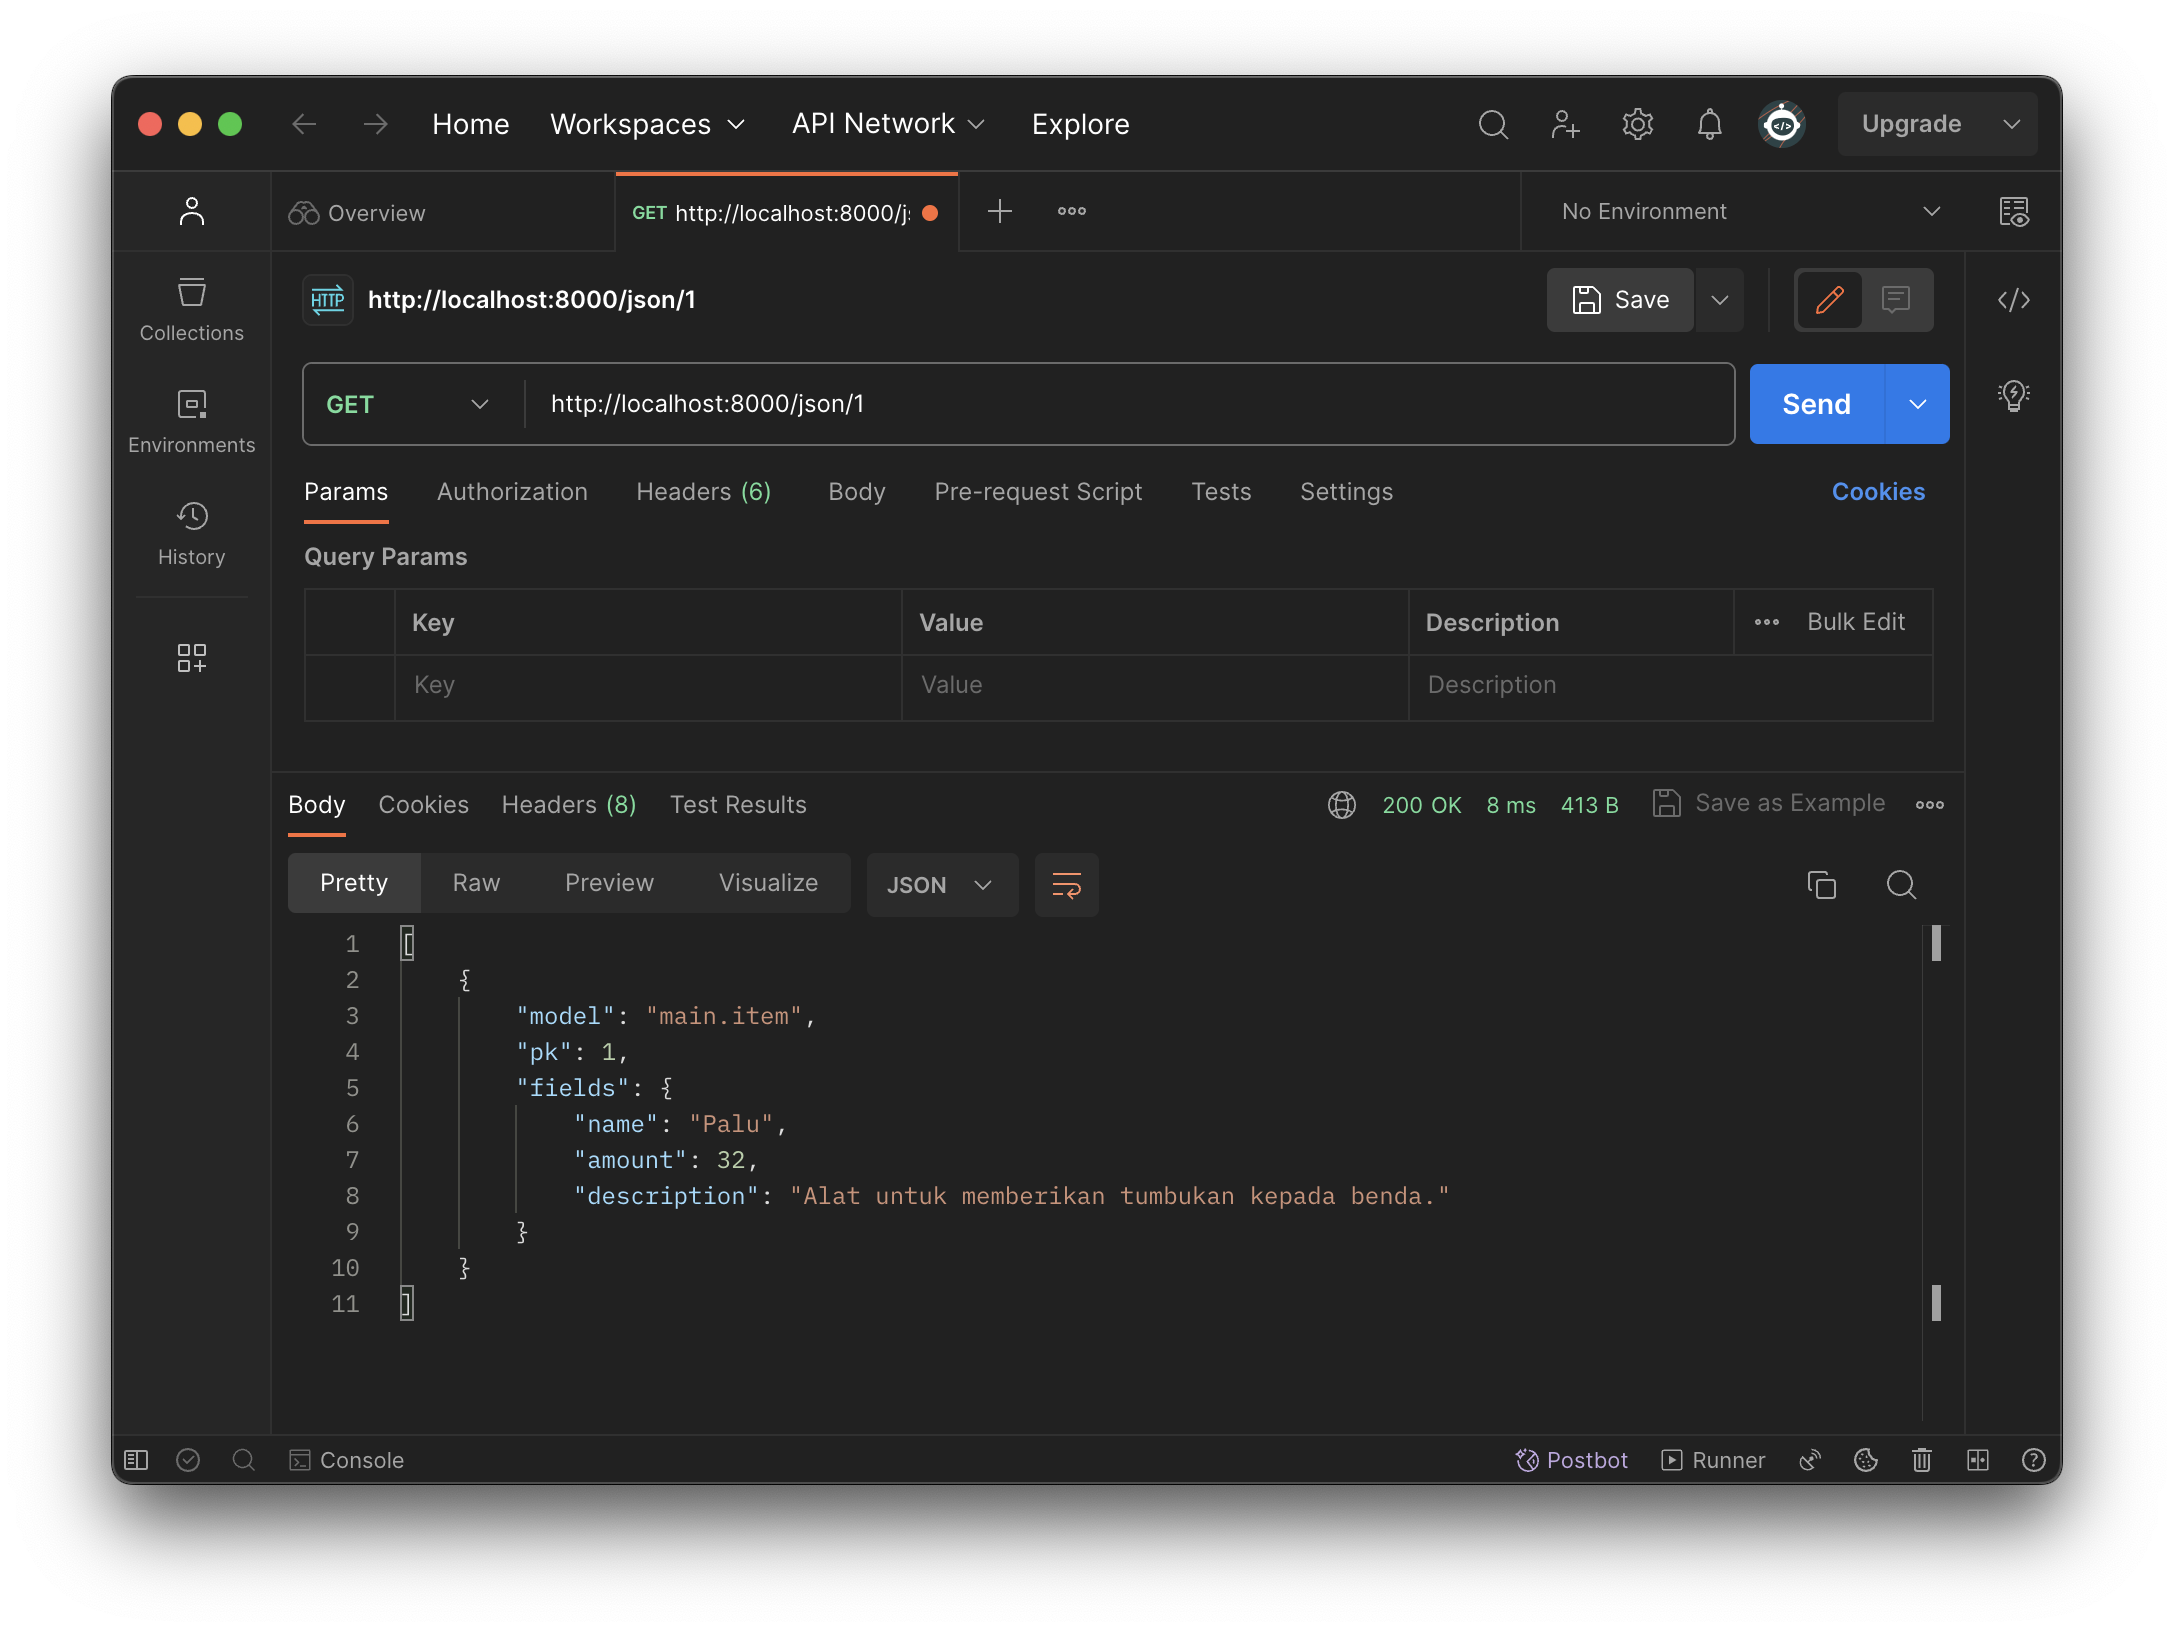 Home Workspaces API Network Explore Upgrade
Overview GET http://localhost:8000/j No Environment
HTTP http://localhost:8000/json/1 Save
Collections
GET http://localhost:8000/json/1 Send
Environments
Params Authorization Headers (6) Body Pre-request Script Tests Settings Cookies
History
Query Params
Key Value Description Bulk Edit
Key Value Description
Body Cookies Headers (8) Test Results 200 OK 8 ms 413 B Save as Example
Pretty Raw Preview Visualize JSON
1 [
2 {
3 "model": "main.item",
4 "pk": 1,
5 "fields": {
6 "name": "Palu",
7 "amount": 32,
8 "description": "Alat untuk memberikan tumbukan kepada benda."
9 }
10 }
11 ]
Console Postbot Runner